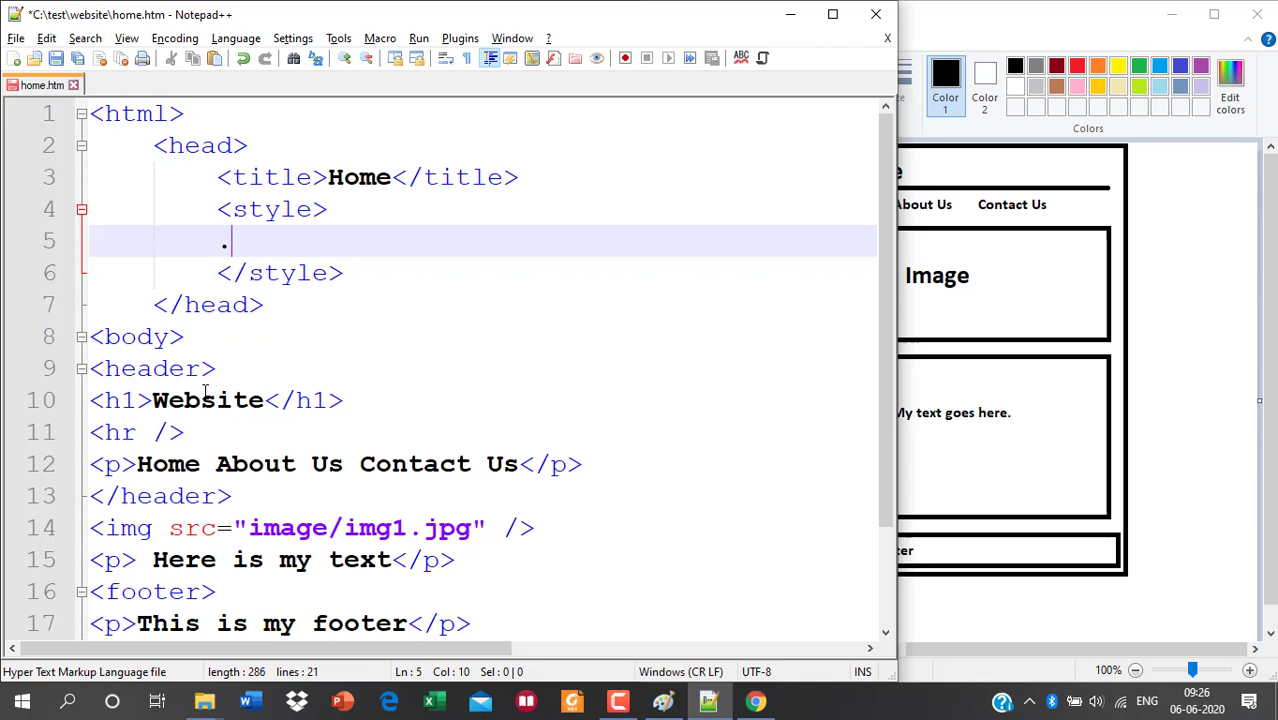 *C:\test\website\home.htm - Notepad++
File Edit Search View Encoding Language Settings Tools Macro Run Plugins Window ? X
home.htm
1 <html>
2 <head>
3 <title>Home</title>
4 <style>
5 .
6 </style>
7 </head>
8 <body>
9 <header>
10 <h1>Website</h1>
11 <hr />
12 <p>Home About Us Contact Us</p>
13 </header>
14 <img src="image/img1.jpg" />
15 <p> Here is my text</p>
16 <footer>
17 <p>This is my footer</p>
Hyper Text Markup Language file length : 286 lines : 21 Ln : 5 Col : 10 Sel : 0 | 0 Windows (CR LF) UTF-8 INS
Color 1
Color 2
Edit colors
Colors
About Us Contact Us
Image
My text goes here.
100%
ENG
09:26
06-06-2020